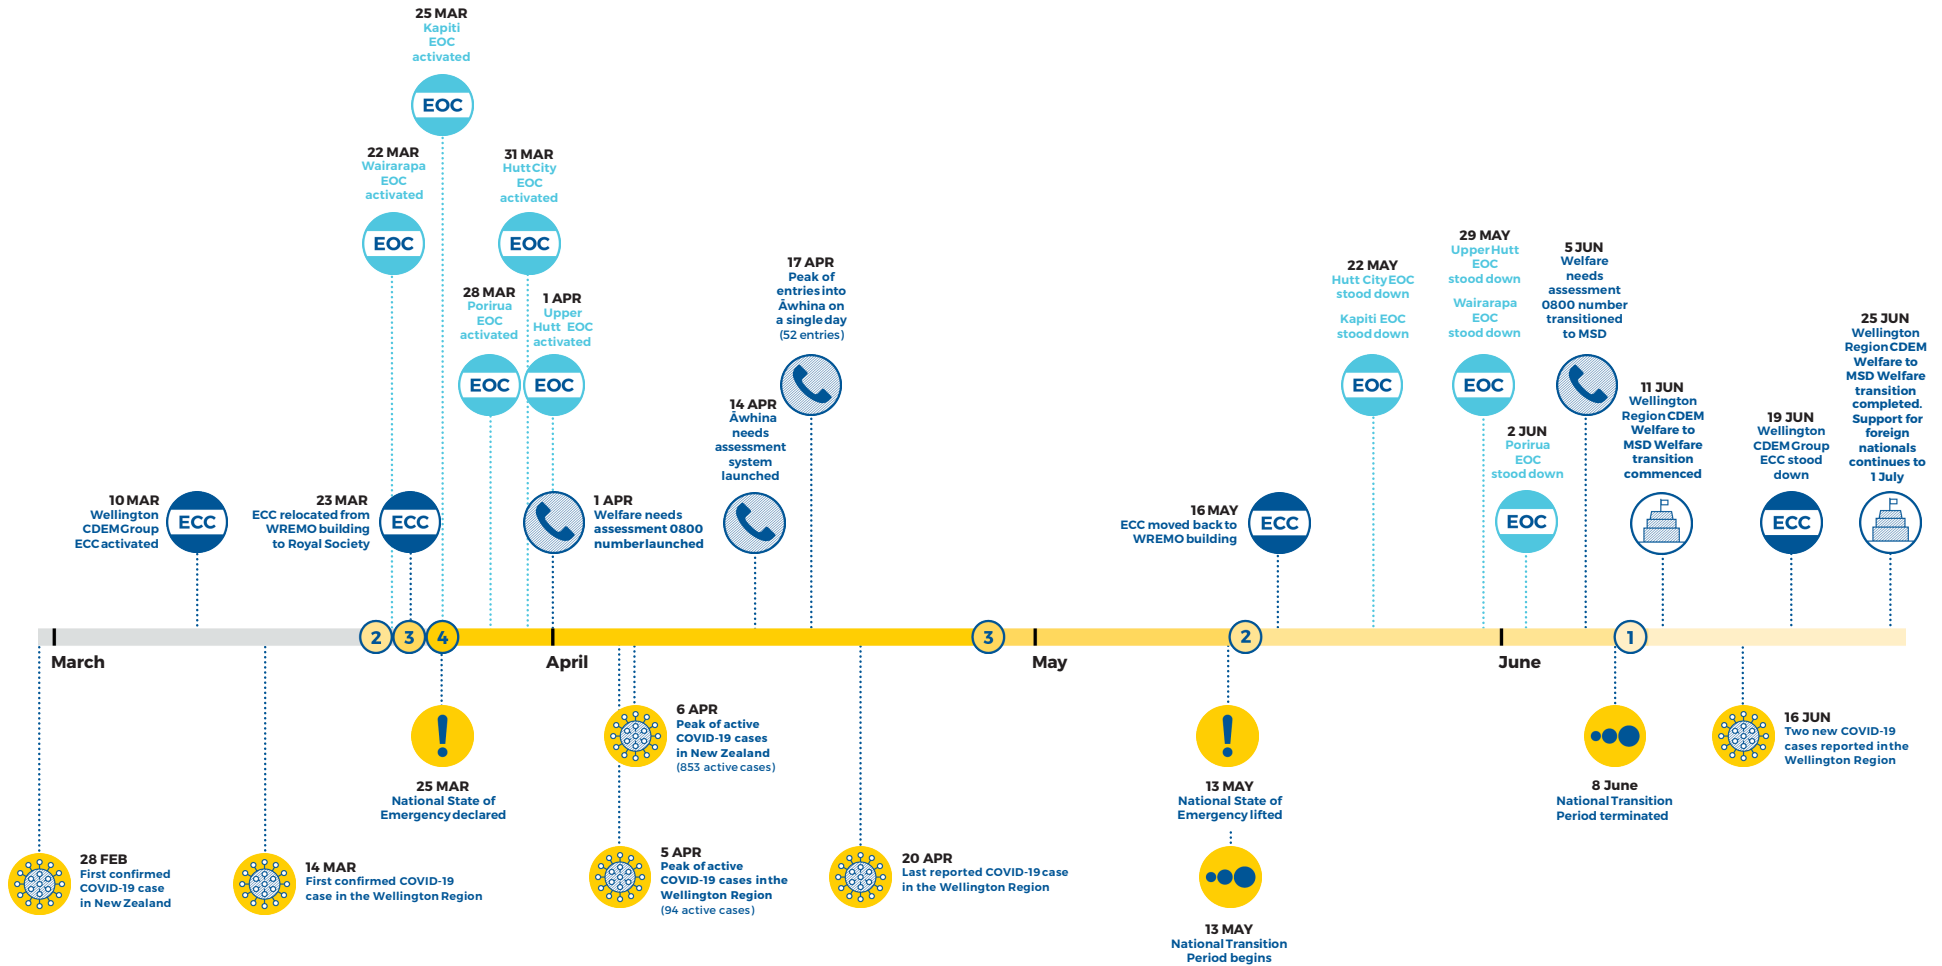 25 MAR
Kapiti
EOC
activated
EOC
22 MAR
Wairarapa
EOC
activated
EOC
31 MAR
Hutt City
EOC
activated
EOC
28 MAR
Porirua
EOC
activated
EOC
1 APR
Upper
Hutt EOC
activated
EOC
17 APR
Peak of
entries into
Āwhina on
a single day
(52 entries)
14 APR
Āwhina
needs
assessment
system
launched
10 MAR
Wellington
CDEM Group
ECC activated
ECC
23 MAR
ECC relocated from
WREMO building
to Royal Society
ECC
1 APR
Welfare needs
assessment 0800
number launched
16 MAY
ECC moved back to
WREMO building
ECC
22 MAY
Hutt City EOC
stood down
Kapiti EOC
stood down
EOC
29 MAY
Upper Hutt
EOC
stood down
Wairarapa
EOC
stood down
EOC
2 JUN
Porirua
EOC
stood down
EOC
5 JUN
Welfare
needs
assessment
0800 number
transitioned
to MSD
11 JUN
Wellington
Region CDEM
Welfare to
MSD Welfare
transition
commenced
19 JUN
Wellington
CDEM Group
ECC stood
down
ECC
25 JUN
Wellington
Region CDEM
Welfare to
MSD Welfare
transition
completed.
Support for
foreign
nationals
continues to
1 July
2
3
4
3
2
1
March
April
May
June
28 FEB
First confirmed
COVID-19 case
in New Zealand
14 MAR
First confirmed COVID-19
case in the Wellington Region
25 MAR
National State of
Emergency declared
6 APR
Peak of active
COVID-19 cases
in New Zealand
(853 active cases)
5 APR
Peak of active
COVID-19 cases in the
Wellington Region
(94 active cases)
20 APR
Last reported COVID-19 case
in the Wellington Region
13 MAY
National State of
Emergency lifted
13 MAY
National Transition
Period begins
8 June
National Transition
Period terminated
16 JUN
Two new COVID-19
cases reported in the
Wellington Region